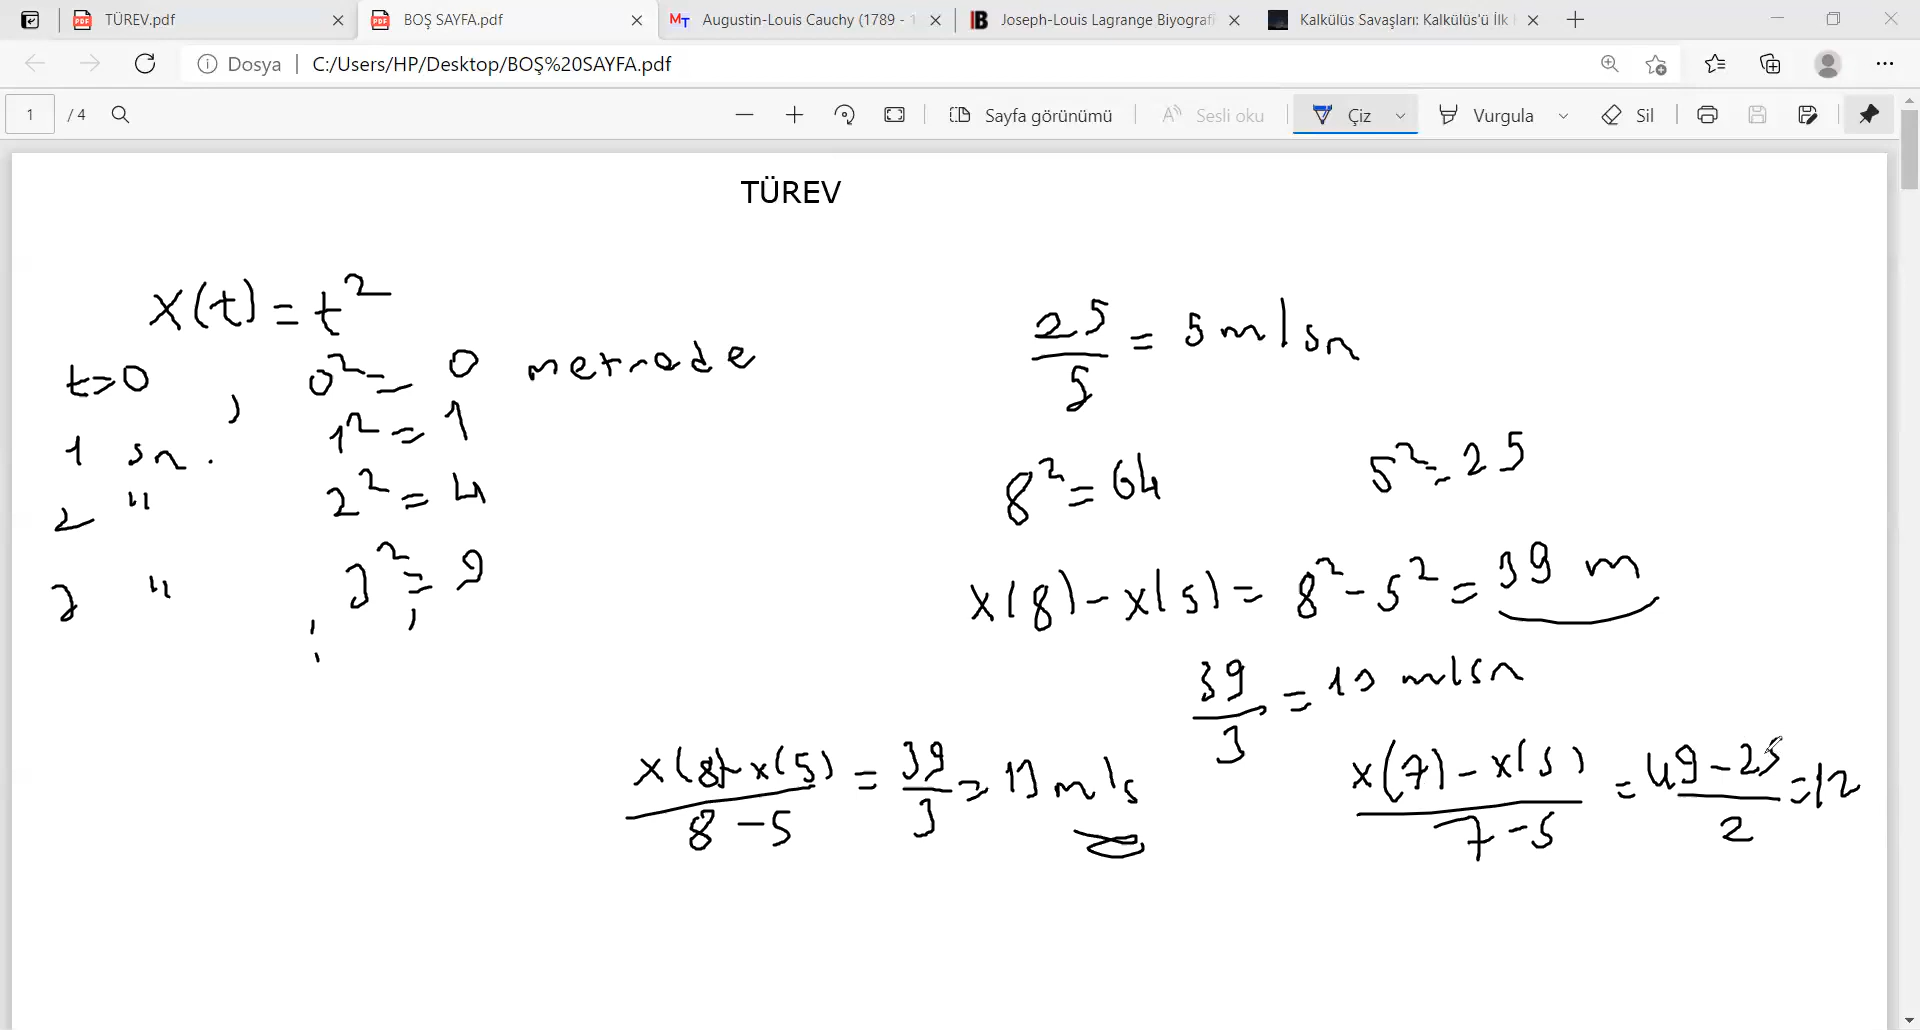 TÜREV.pdf
BOŞ SAYFA.pdf
Augustin-Louis Cauchy (1789 - 1
Joseph-Louis Lagrange Biyografi
Kalkülüs Savaşları: Kalkülüs'ü İlk
Dosya | C:/Users/HP/Desktop/BOŞ%20SAYFA.pdf
1 / 4
Sayfa görünümü
Sesli oku
Çiz
Vurgula
Sil
TÜREV
x(t) = t²
t=0 , 0² = 0 metrede
1 sn. 1² = 1
2 " 2² = 4
3 " 3² = 9
25/5 = 5 m/sn
8² = 64
5² = 25
x(8) - x(5) = 8² - 5² = 39 m
39/3 = 13 m/sn
x(8) - x(5) / 8 - 5 = 39/3 = 13 m/s
x(7) - x(5) / 7 - 5 = 49 - 25 / 2 = 12